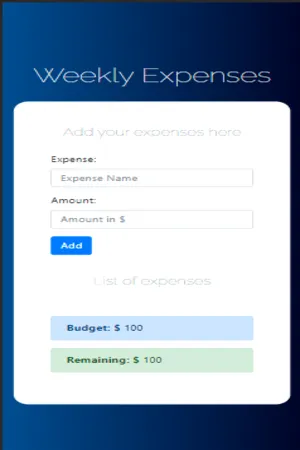 Weekly Expenses
Add your expenses here
Expense:
Expense Name
Amount:
Amount in $
Add
List of expenses
Budget: $ 100
Remaining: $ 100